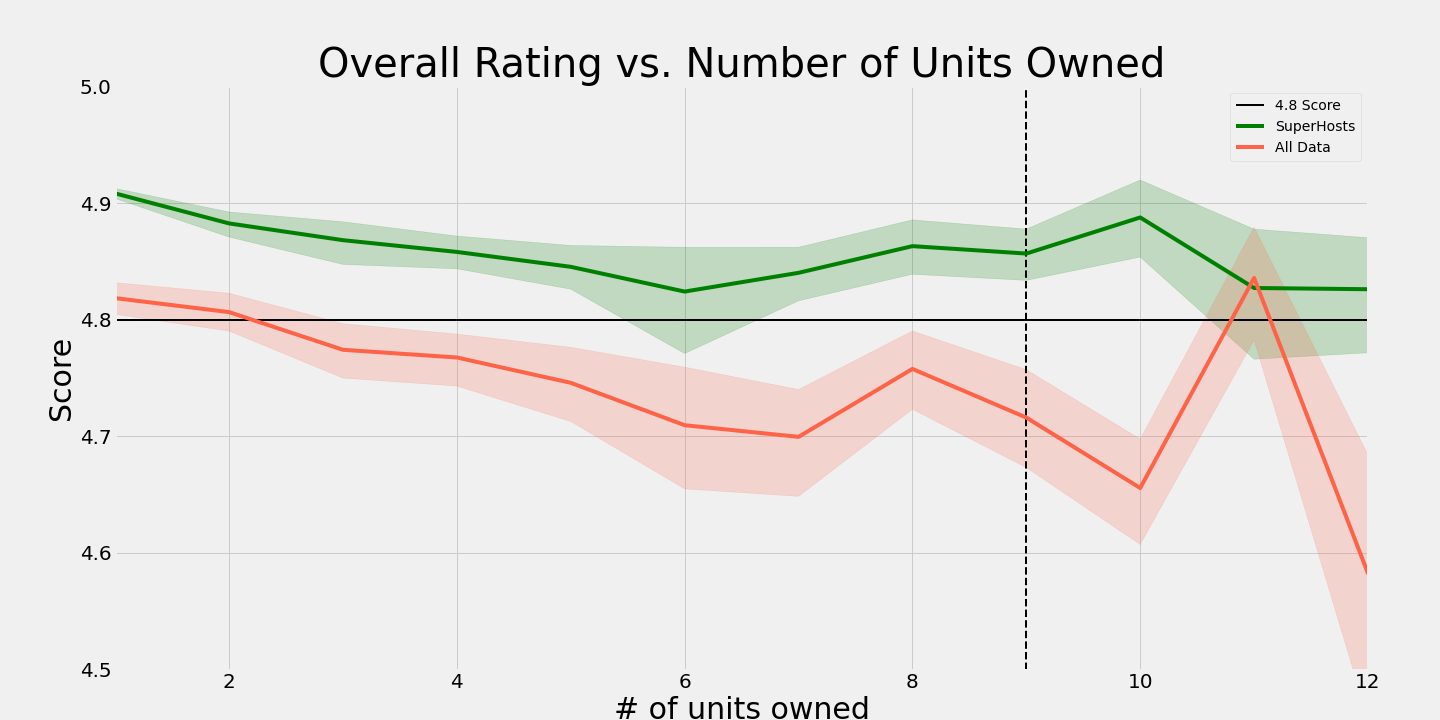 Overall Rating vs. Number of Units Owned
4.8 Score
SuperHosts
All Data
5.0
4.9
4.8
4.7
4.6
4.5
Score
2 4 6 8 10 12
# of units owned